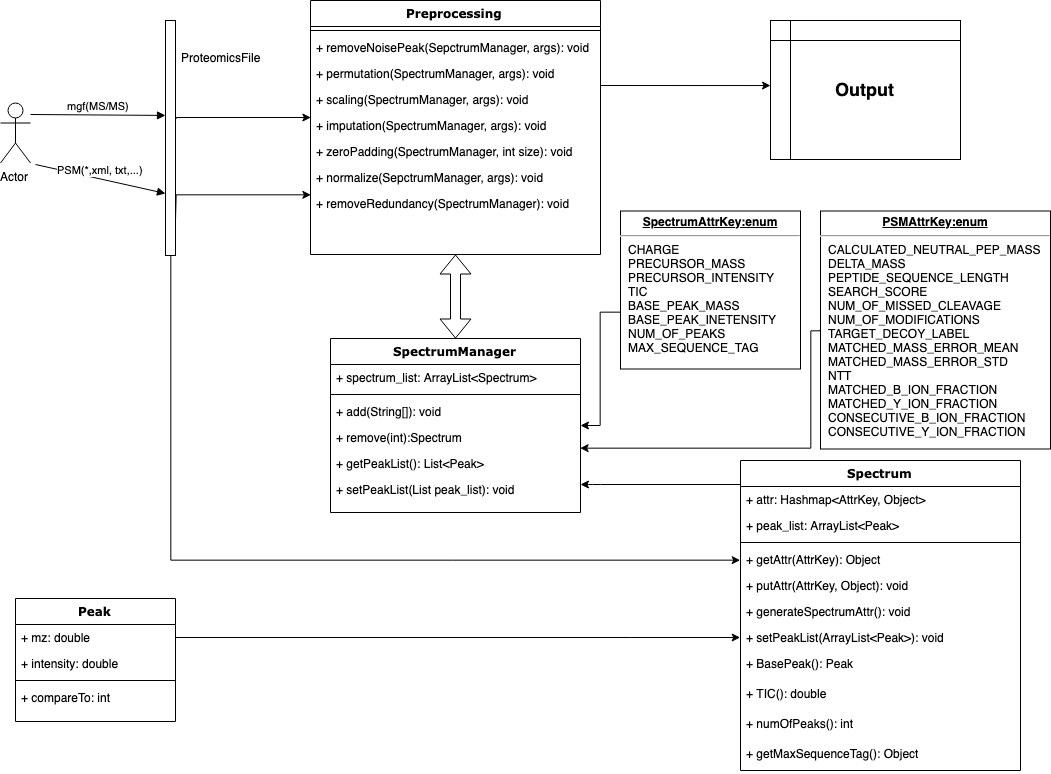 Preprocessing
+ removeNoisePeak(SepctrumManager, args): void
+ permutation(SpectrumManager, args): void
+ scaling(SpectrumManager, args): void
+ imputation(SpectrumManager, args): void
+ zeroPadding(SpectrumManager, int size): void
+ normalize(SepctrumManager, args): void
+ removeRedundancy(SpectrumManager): void
ProteomicsFile
mgf(MS/MS)
PSM(*,xml, txt,...)
Actor
Output
SpectrumAttrKey:enum
CHARGE
PRECURSOR_MASS
PRECURSOR_INTENSITY
TIC
BASE_PEAK_MASS
BASE_PEAK_INETENSITY
NUM_OF_PEAKS
MAX_SEQUENCE_TAG
PSMAttrKey:enum
CALCULATED_NEUTRAL_PEP_MASS
DELTA_MASS
PEPTIDE_SEQUENCE_LENGTH
SEARCH_SCORE
NUM_OF_MISSED_CLEAVAGE
NUM_OF_MODIFICATIONS
TARGET_DECOY_LABEL
MATCHED_MASS_ERROR_MEAN
MATCHED_MASS_ERROR_STD
NTT
MATCHED_B_ION_FRACTION
MATCHED_Y_ION_FRACTION
CONSECUTIVE_B_ION_FRACTION
CONSECUTIVE_Y_ION_FRACTION
SpectrumManager
+ spectrum_list: ArrayList<Spectrum>
+ add(String[]): void
+ remove(int):Spectrum
+ getPeakList(): List<Peak>
+ setPeakList(List peak_list): void
Spectrum
+ attr: Hashmap<AttrKey, Object>
+ peak_list: ArrayList<Peak>
+ getAttr(AttrKey): Object
+ putAttr(AttrKey, Object): void
+ generateSpectrumAttr(): void
+ setPeakList(ArrayList<Peak>): void
+ BasePeak(): Peak
+ TIC(): double
+ numOfPeaks(): int
+ getMaxSequenceTag(): Object
Peak
+ mz: double
+ intensity: double
+ compareTo: int